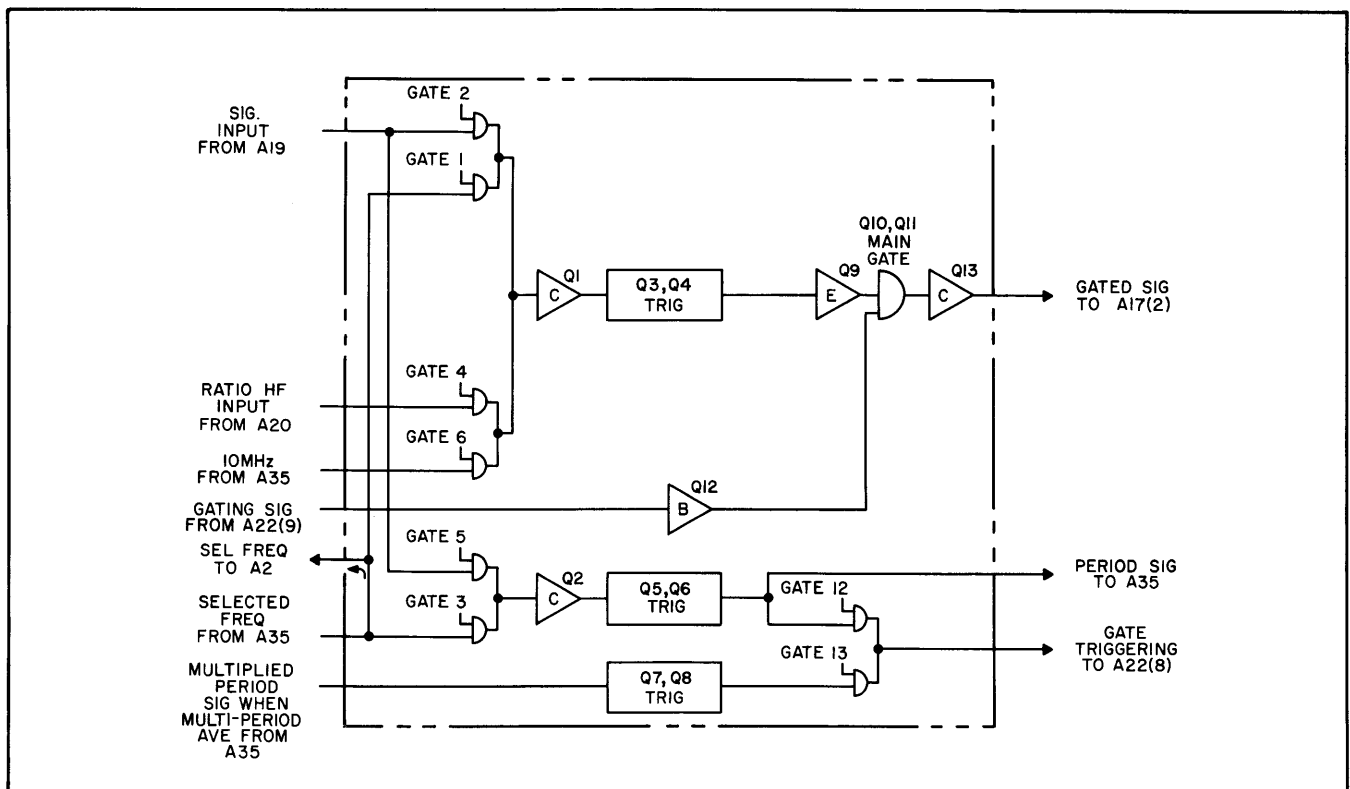 GATE 2
SIG.
INPUT
FROM A19
GATE 1
Q10,Q11
MAIN
GATE
Q1
Q9
Q13
C
Q3,Q4
TRIG
E
C
GATED SIG
TO A17(2)
GATE 4
RATIO HF
INPUT
FROM A20
GATE 6
10MHz
FROM A35
Q12
GATING SIG
FROM A22(9)
B
SEL FREQ
TO A2
GATE 5
Q2
PERIOD SIG
TO A35
C
Q5,Q6
TRIG
GATE 12
SELECTED
FREQ
FROM A35
GATE 3
GATE
TRIGGERING
TO A22(8)
GATE 13
MULTIPLIED
PERIOD
SIG WHEN
MULTI-PERIOD
AVE FROM
A35
Q7,Q8
TRIG